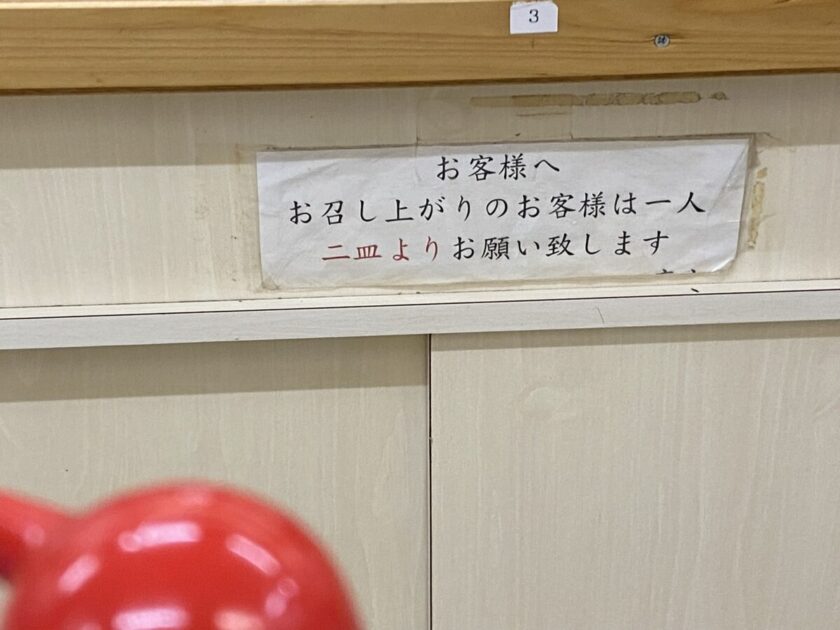 3
お客様へ
お召し上がりのお客様は一人
二皿よりお願い致します